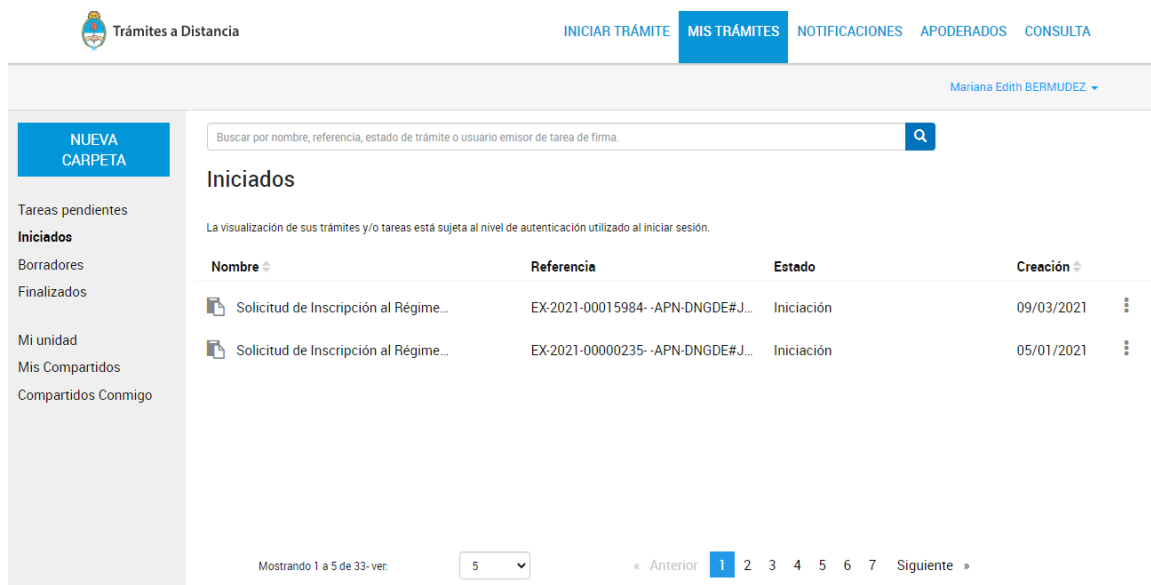 Trámites a Distancia
INICIAR TRÁMITE MIS TRÁMITES NOTIFICACIONES APODERADOS CONSULTA
Mariana Edith BERMUDEZ
NUEVA
CARPETA
Tareas pendientes
Iniciados
Borradores
Finalizados
Mi unidad
Mis Compartidos
Compartidos Conmigo
Buscar por nombre, referencia, estado de trámite o usuario emisor de tarea de firma.
Iniciados
La visualización de sus trámites y/o tareas está sujeta al nivel de autenticación utilizado al iniciar sesión.
Nombre Referencia Estado Creación
Solicitud de Inscripción al Régime... EX-2021-00015984- -APN-DNGDE#J... Iniciación 09/03/2021
Solicitud de Inscripción al Régime... EX-2021-00000235- -APN-DNGDE#J... Iniciación 05/01/2021
Mostrando 1 a 5 de 33- ver: 5 « Anterior 1 2 3 4 5 6 7 Siguiente »